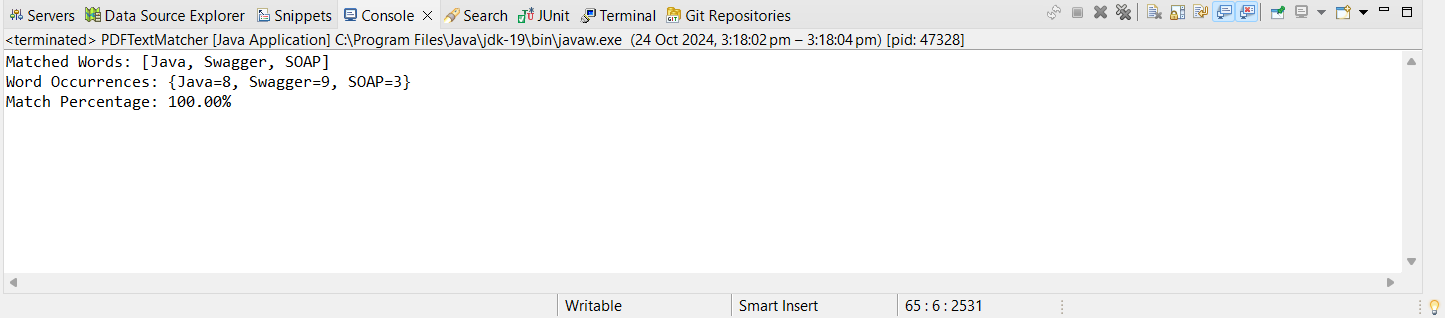 Servers Data Source Explorer Snippets Console Search JUnit Terminal Git Repositories
<terminated> PDFTextMatcher [Java Application] C:\Program Files\Java\jdk-19\bin\javaw.exe (24 Oct 2024, 3:18:02 pm – 3:18:04 pm) [pid: 47328]
Matched Words: [Java, Swagger, SOAP]
Word Occurrences: {Java=8, Swagger=9, SOAP=3}
Match Percentage: 100.00%
Writable Smart Insert 65 : 6 : 2531